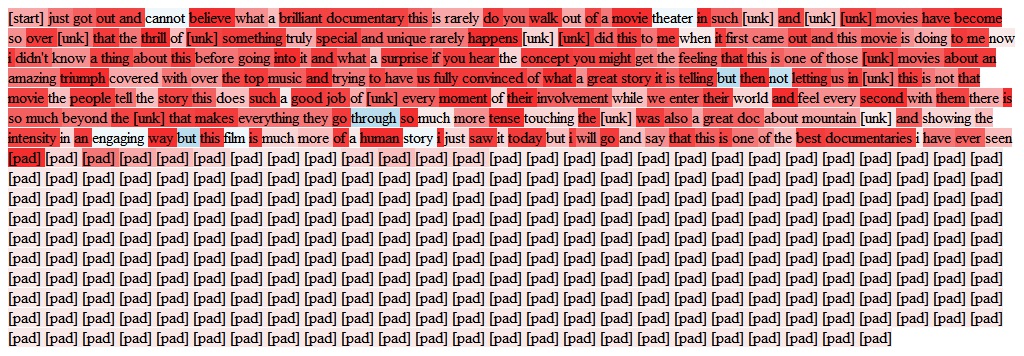 [start] just got out and cannot believe what a brilliant documentary this is rarely do you walk out of a movie theater in such [unk] and [unk] [unk] movies have become
so over [unk] that the thrill of [unk] something truly special and unique rarely happens [unk] [unk] did this to me when it first came out and this movie is doing to me now
i didn't know a thing about this before going into it and what a surprise if you hear the concept you might get the feeling that this is one of those [unk] movies about an
amazing triumph covered with over the top music and trying to have us fully convinced of what a great story it is telling but then not letting us in [unk] this is not that
movie the people tell the story this does such a good job of [unk] every moment of their involvement while we enter their world and feel every second with them there is
so much beyond the [unk] that makes everything they go through so much more tense touching the [unk] was also a great doc about mountain [unk] and showing the
intensity in an engaging way but this film is much more of a human story i just saw it today but i will go and say that this is one of the best documentaries i have ever seen
[pad] [pad] [pad] [pad] [pad] [pad] [pad] [pad] [pad] [pad] [pad] [pad] [pad] [pad] [pad] [pad] [pad] [pad] [pad] [pad] [pad] [pad] [pad] [pad] [pad] [pad] [pad]
[pad] [pad] [pad] [pad] [pad] [pad] [pad] [pad] [pad] [pad] [pad] [pad] [pad] [pad] [pad] [pad] [pad] [pad] [pad] [pad] [pad] [pad] [pad] [pad] [pad] [pad] [pad]
[pad] [pad] [pad] [pad] [pad] [pad] [pad] [pad] [pad] [pad] [pad] [pad] [pad] [pad] [pad] [pad] [pad] [pad] [pad] [pad] [pad] [pad] [pad] [pad] [pad] [pad] [pad]
[pad] [pad] [pad] [pad] [pad] [pad] [pad] [pad] [pad] [pad] [pad] [pad] [pad] [pad] [pad] [pad] [pad] [pad] [pad] [pad] [pad] [pad] [pad] [pad] [pad] [pad] [pad]
[pad] [pad] [pad] [pad] [pad] [pad] [pad] [pad] [pad] [pad] [pad] [pad] [pad] [pad] [pad] [pad] [pad] [pad] [pad] [pad] [pad] [pad] [pad] [pad] [pad] [pad] [pad]
[pad] [pad] [pad] [pad] [pad] [pad] [pad] [pad] [pad] [pad] [pad] [pad] [pad] [pad] [pad] [pad] [pad] [pad] [pad] [pad] [pad] [pad] [pad] [pad] [pad] [pad] [pad]
[pad] [pad] [pad] [pad] [pad] [pad] [pad] [pad] [pad] [pad] [pad] [pad] [pad] [pad] [pad] [pad] [pad] [pad] [pad] [pad] [pad] [pad] [pad] [pad] [pad] [pad] [pad]
[pad] [pad] [pad] [pad] [pad] [pad] [pad] [pad] [pad] [pad] [pad] [pad] [pad] [pad] [pad] [pad] [pad] [pad] [pad] [pad] [pad] [pad] [pad] [pad] [pad] [pad] [pad]
[pad] [pad] [pad] [pad] [pad] [pad] [pad] [pad] [pad] [pad] [pad] [pad] [pad] [pad] [pad] [pad] [pad] [pad] [pad] [pad] [pad] [pad] [pad] [pad] [pad] [pad] [pad]
[pad] [pad] [pad] [pad] [pad] [pad] [pad] [pad] [pad] [pad] [pad] [pad] [pad] [pad] [pad] [pad] [pad] [pad] [pad] [pad] [pad] [pad] [pad] [pad]